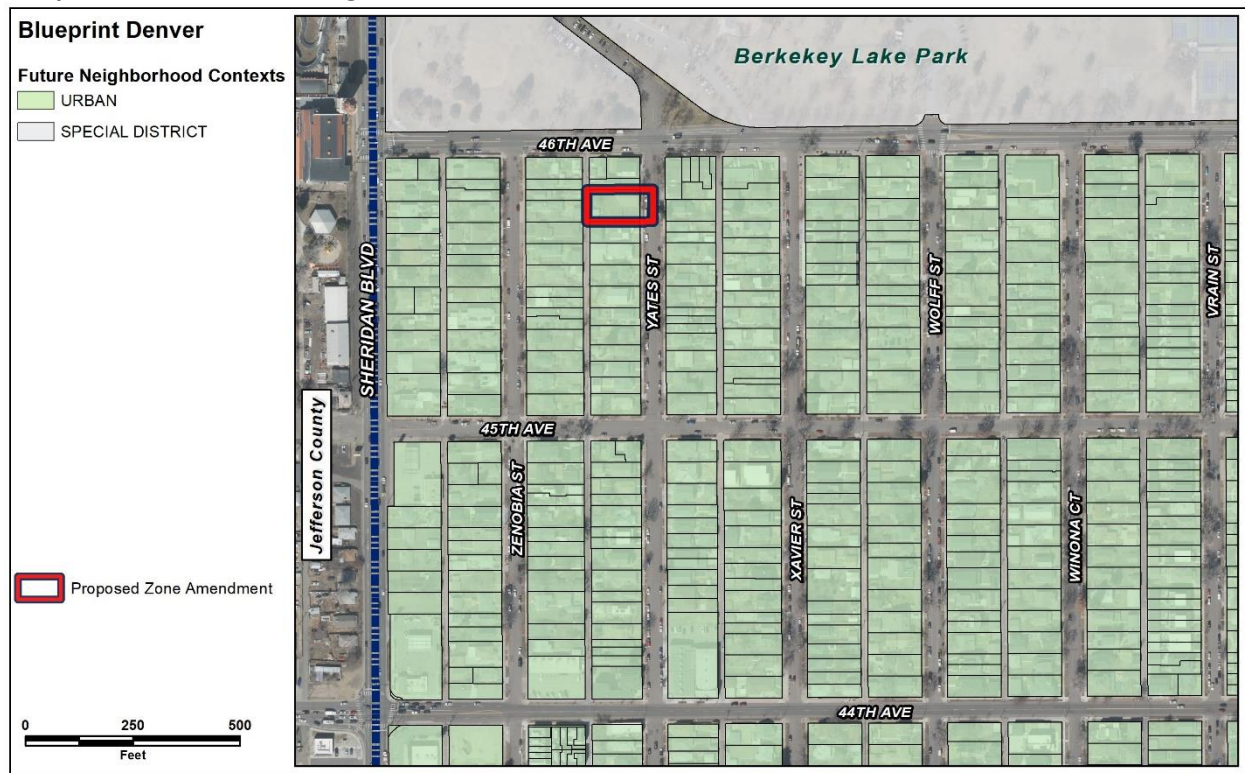 Blueprint Denver
Future Neighborhood Contexts
URBAN
SPECIAL DISTRICT
Proposed Zone Amendment
0 250 500
Feet
Berkekey Lake Park
46TH AVE
SHERIDAN BLVD
YATES ST
WOLFF ST
VRAIN ST
Jefferson County
45TH AVE
ZENOBIA ST
XAVIER ST
WINONA CT
44TH AVE